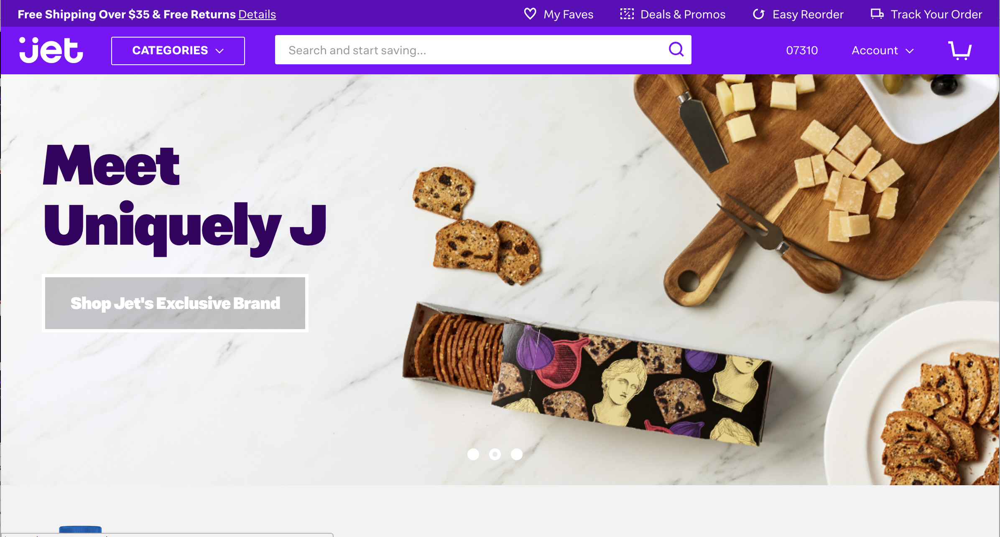 Free Shipping Over $35 & Free Returns Details
My Faves
Deals & Promos
Easy Reorder
Track Your Order
jet
CATEGORIES
Search and start saving...
07310
Account
Meet
Uniquely J
Shop Jet's Exclusive Brand